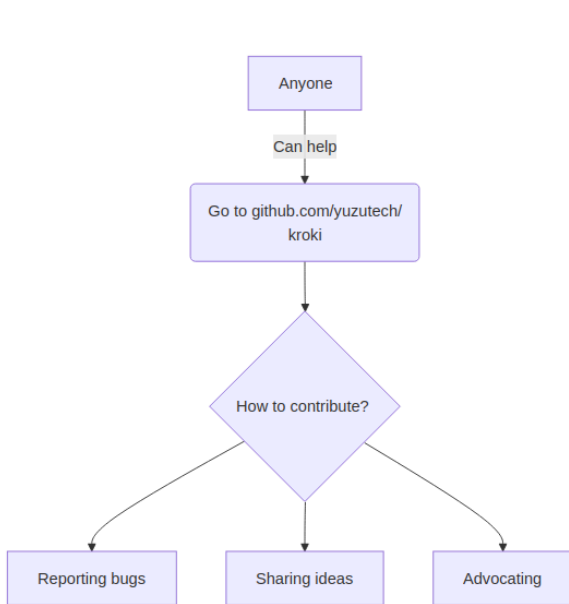 Anyone
Can help
Go to github.com/yuzutech/
kroki
How to contribute?
Reporting bugs
Sharing ideas
Advocating